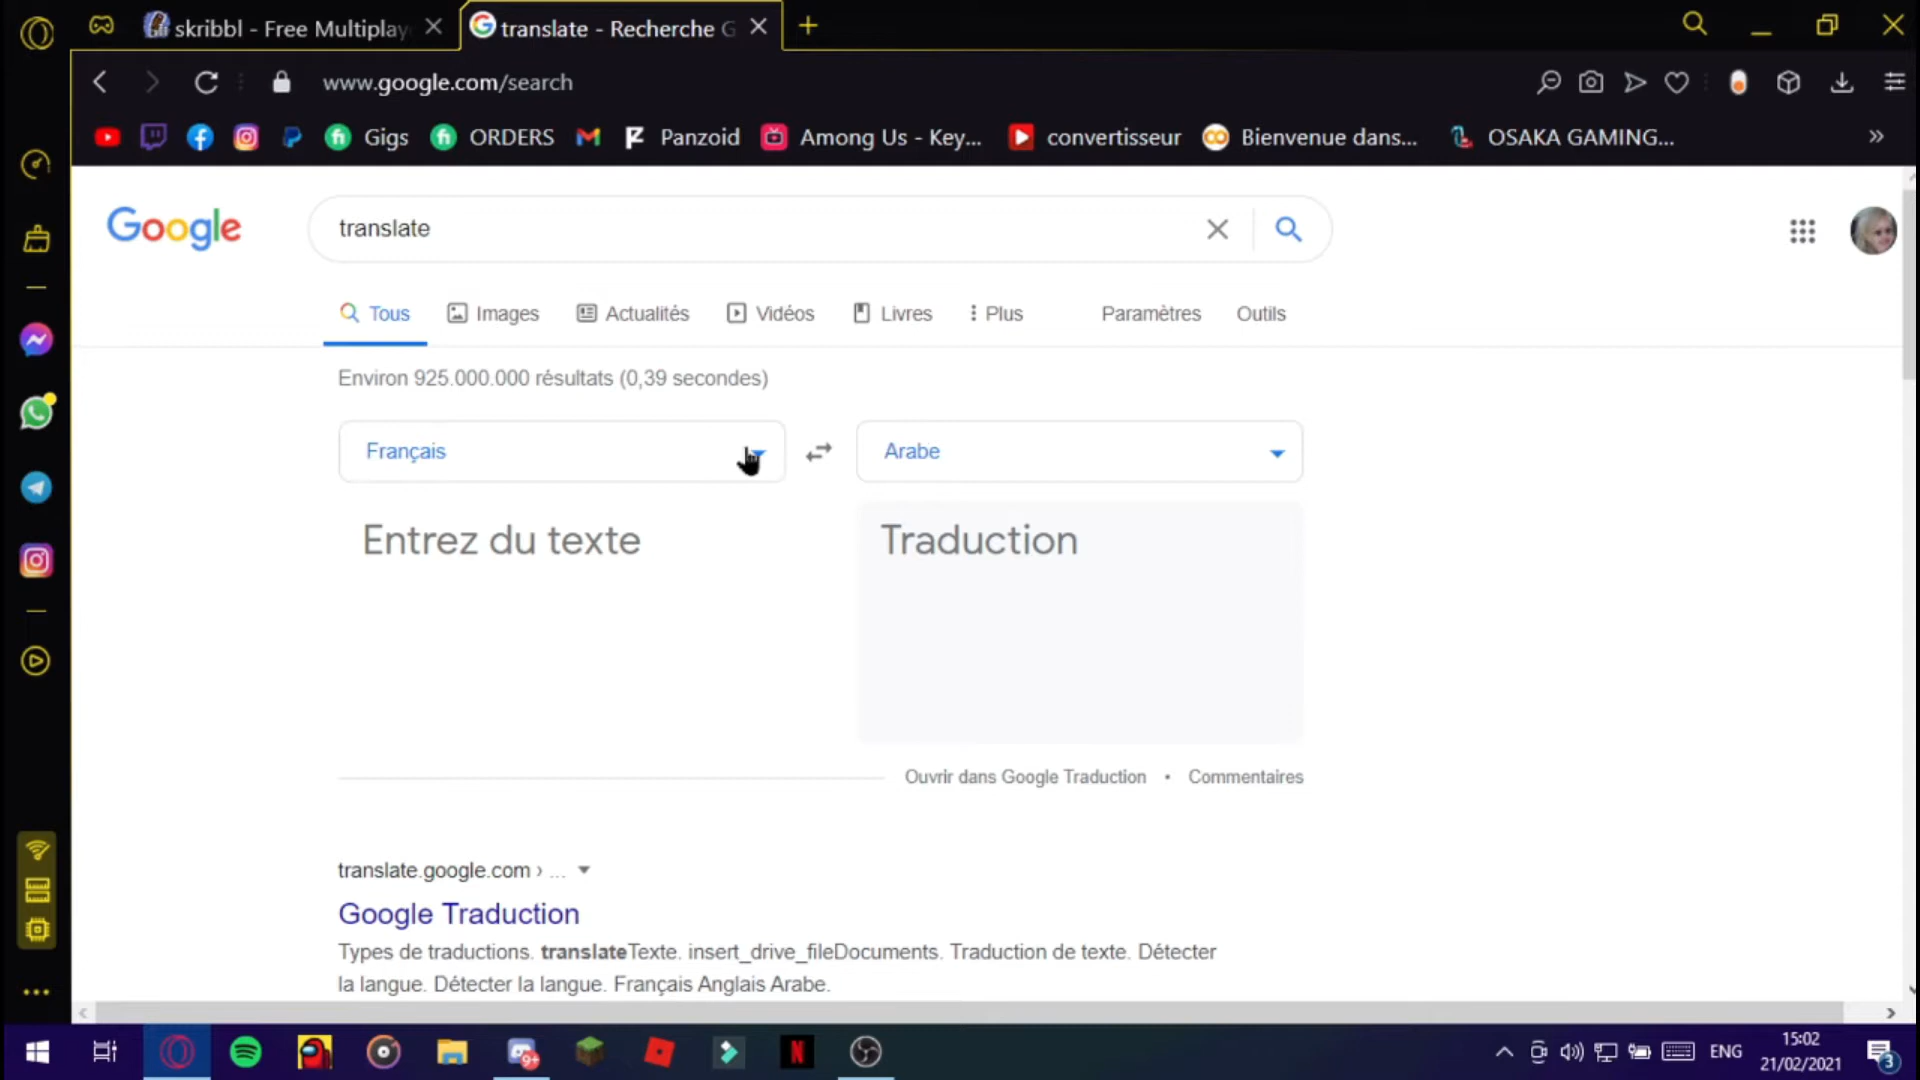 skribbl - Free Multiplay
translate - Recherche G
www.google.com/search
Gigs
ORDERS
Panzoid
Among Us - Key...
convertisseur
Bienvenue dans...
OSAKA GAMING...
Google
translate
Tous
Images
Actualités
Vidéos
Livres
Plus
Paramètres
Outils
Environ 925.000.000 résultats (0,39 secondes)
Français
Arabe
Entrez du texte
Traduction
Ouvrir dans Google Traduction • Commentaires
translate.google.com › ...
Google Traduction
Types de traductions. translateTexte. insert_drive_fileDocuments. Traduction de texte. Détecter
la langue. Détecter la langue. Français Anglais Arabe.
9+
N
ENG
15:02
21/02/2021
3